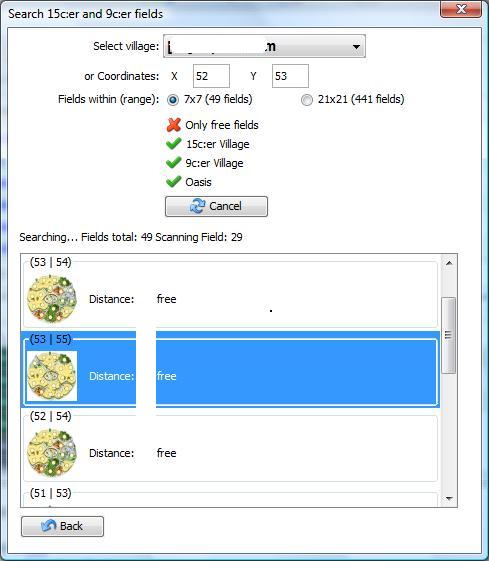 Search 15c:er and 9c:er fields
Select village:
or Coordinates: X 52 Y 53
Fields within (range): 7x7 (49 fields) 21x21 (441 fields)
Only free fields
15c:er Village
9c:er Village
Oasis
Cancel
Searching... Fields total: 49 Scanning Field: 29
(53 | 54)
Distance: free
(53 | 55)
Distance: free
(52 | 54)
Distance: free
(51 | 53)
Back